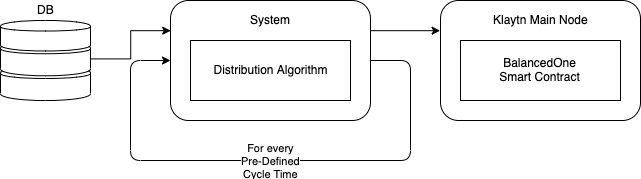 DB
System
Distribution Algorithm
Klaytn Main Node
BalancedOne
Smart Contract
For every
Pre-Defined
Cycle Time